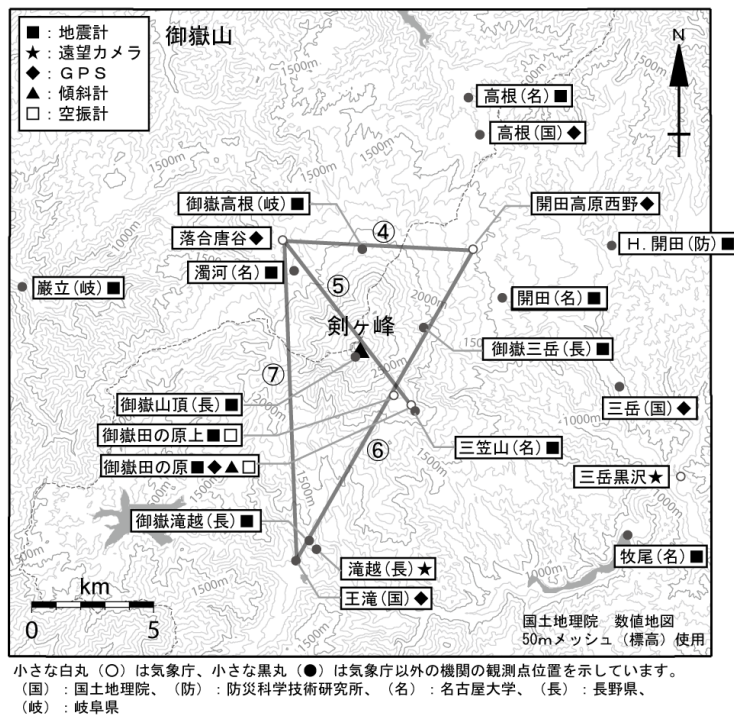 ■：地震計
★：遠望カメラ
◆：ＧＰＳ
▲：傾斜計
□：空振計
御嶽山
N
1500m
1500m
1500m
高根(名)■
高根(国)◆
1500m
1000m
御嶽高根(岐)■
開田高原西野◆
落合唐谷◆
④
Ｈ.開田(防)■
濁河(名)■
⑤
巌立(岐)■
開田(名)■
2000m
剣ヶ峰
御嶽三岳(長)■
⑦
御嶽山頂(長)■
2000m
三岳(国)◆
1000m
御嶽田の原上■□
⑥
三笠山(名)■
御嶽田の原■◆▲□
1500m
三岳黒沢★
御嶽滝越(長)■
1500m
滝越(長)★
牧尾(名)■
1000m
王滝(国)◆
km
0 5
1500m
国土地理院　数値地図
50mメッシュ(標高)使用
小さな白丸（○）は気象庁、小さな黒丸（●）は気象庁以外の機関の観測点位置を示しています。
（国）：国土地理院、（防）：防災科学技術研究所、（名）：名古屋大学、（長）：長野県、
（岐）：岐阜県